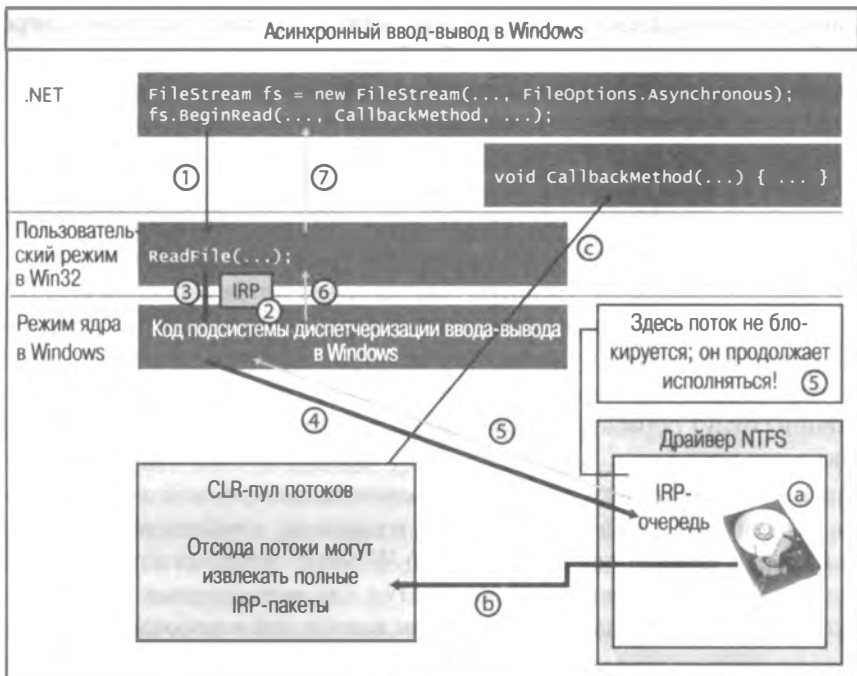 Асинхронный ввод-вывод в Windows
.NET
FileStream fs = new FileStream(..., FileOptions.Asynchronous);
fs.BeginRead(..., CallbackMethod, ...);
1
7
void CallbackMethod(...) { ... }
Пользователь-
ский режим
в Win32
ReadFile(...);
c
3
IRP
2
6
Режим ядра
в Windows
Код подсистемы диспетчеризации ввода-вывода
в Windows
Здесь поток не бло-
кируется; он продолжает
исполняться! 5
4
5
Драйвер NTFS
CLR-пул потоков
Отсюда потоки могут
извлекать полные
IRP-пакеты
IRP-
очередь
a
b